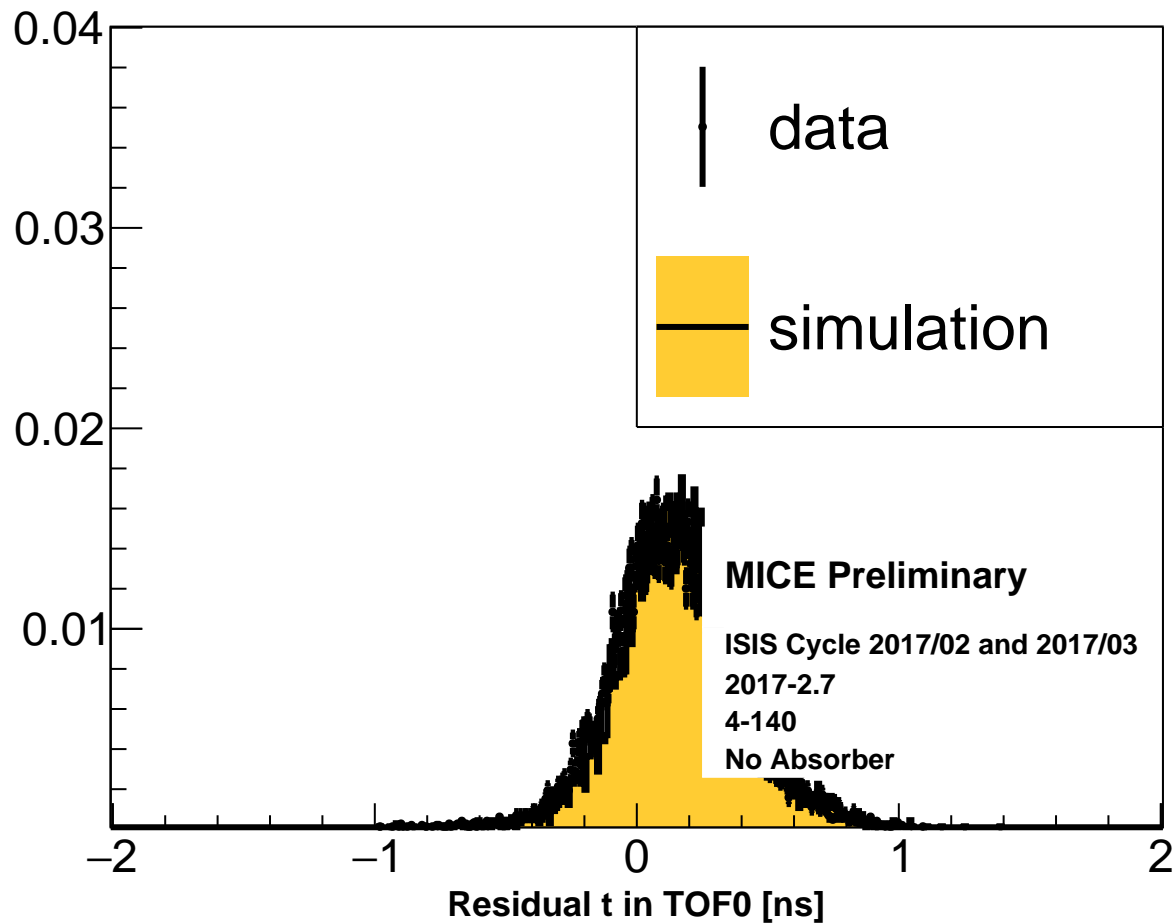 0.04
data
0.03
simulation
0.02
MICE Preliminary
0.01
ISIS Cycle 2017/02 and 2017/03
2017-2.7
4-140
No Absorber
−2 −1 0 1 2
Residual t in TOF0 [ns]